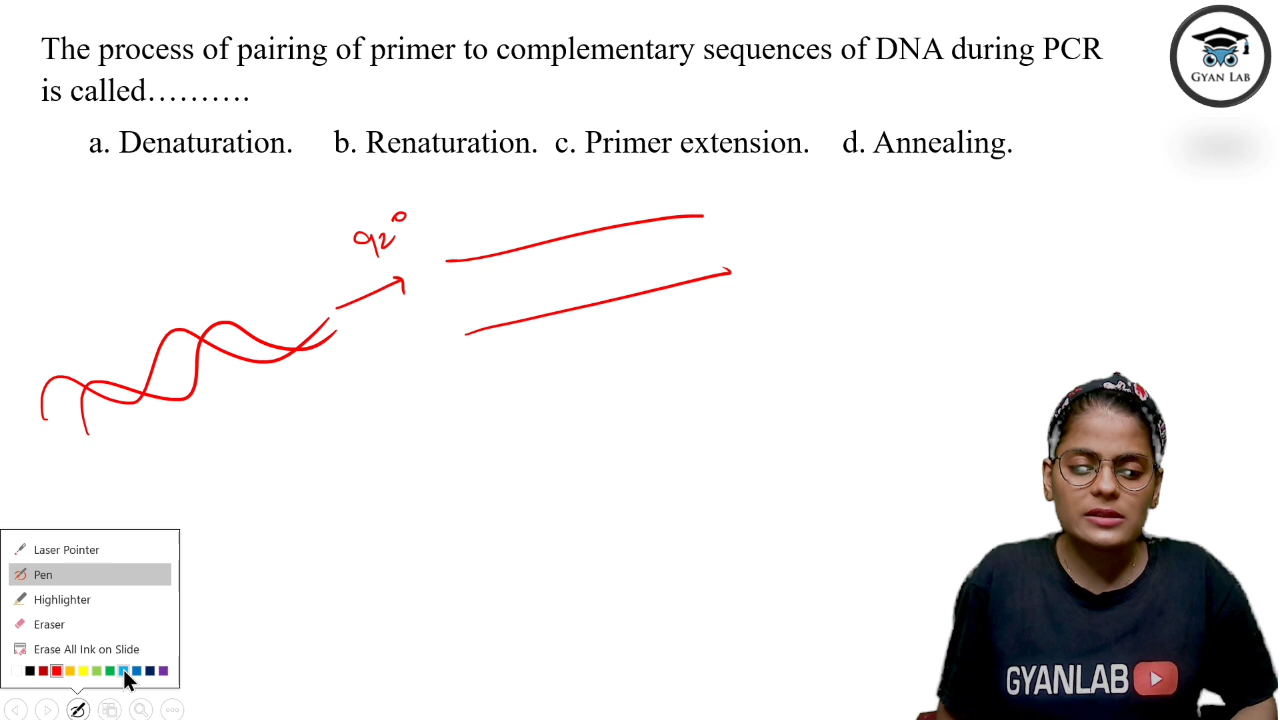 The process of pairing of primer to complementary sequences of DNA during PCR
is called……….
a. Denaturation. b. Renaturation. c. Primer extension. d. Annealing.
GYAN LAB
92°
Laser Pointer
Pen
Highlighter
Eraser
Erase All Ink on Slide
GYANLAB